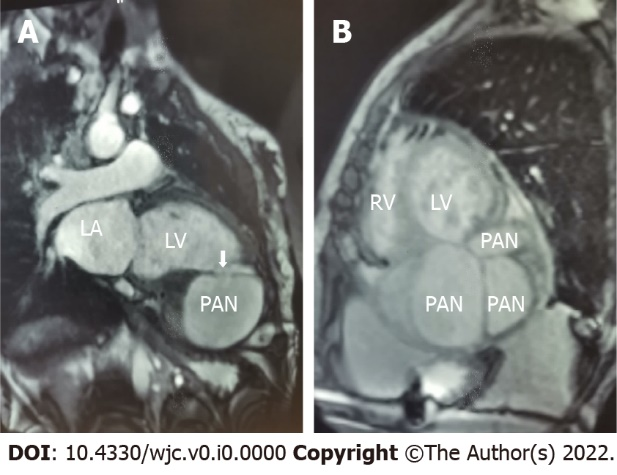 A
B
LA
LV
PAN
RV
LV
PAN
PAN
PAN
DOI: 10.4330/wjc.v0.i0.0000 Copyright ©The Author(s) 2022.